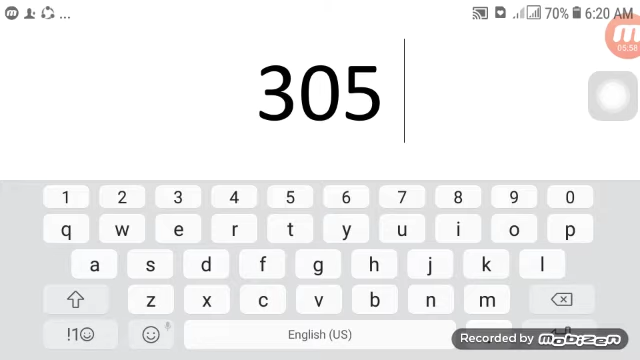 ... 70% 6:20 AM
05:58
305
1 2 3 4 5 6 7 8 9 0
q w e r t y u i o p
a s d f g h j k l
z x c v b n m
!1☺ English (US)
Recorded by mobizen